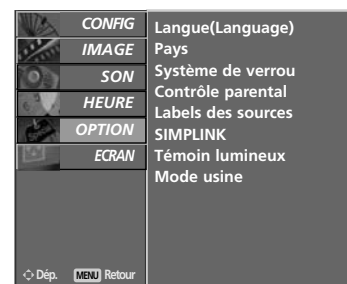 CONFIG
IMAGE
SON
HEURE
OPTION
ECRAN
Dép. MENU Retour
Langue(Language)
Pays
Système de verrou
Contrôle parental
Labels des sources
SIMPLINK
Témoin lumineux
Mode usine